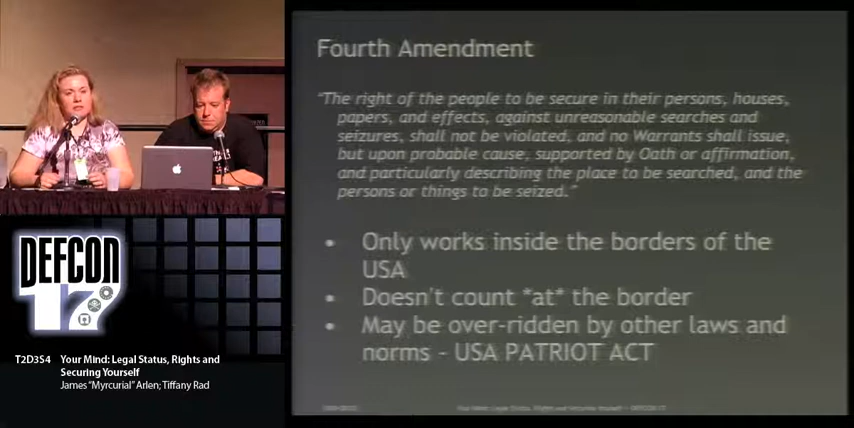 Fourth Amendment
"The right of the people to be secure in their persons, houses,
papers, and effects, against unreasonable searches and
seizures, shall not be violated, and no Warrants shall issue,
but upon probable cause, supported by Oath or affirmation,
and particularly describing the place to be searched, and the
persons or things to be seized."
• Only works inside the borders of the
USA
• Doesn't count *at* the border
• May be over-ridden by other laws and
norms - USA PATRIOT ACT
DEFCON
17
T2D3S4 Your Mind: Legal Status, Rights and
Securing Yourself
James "Myrcurial" Arlen; Tiffany Rad